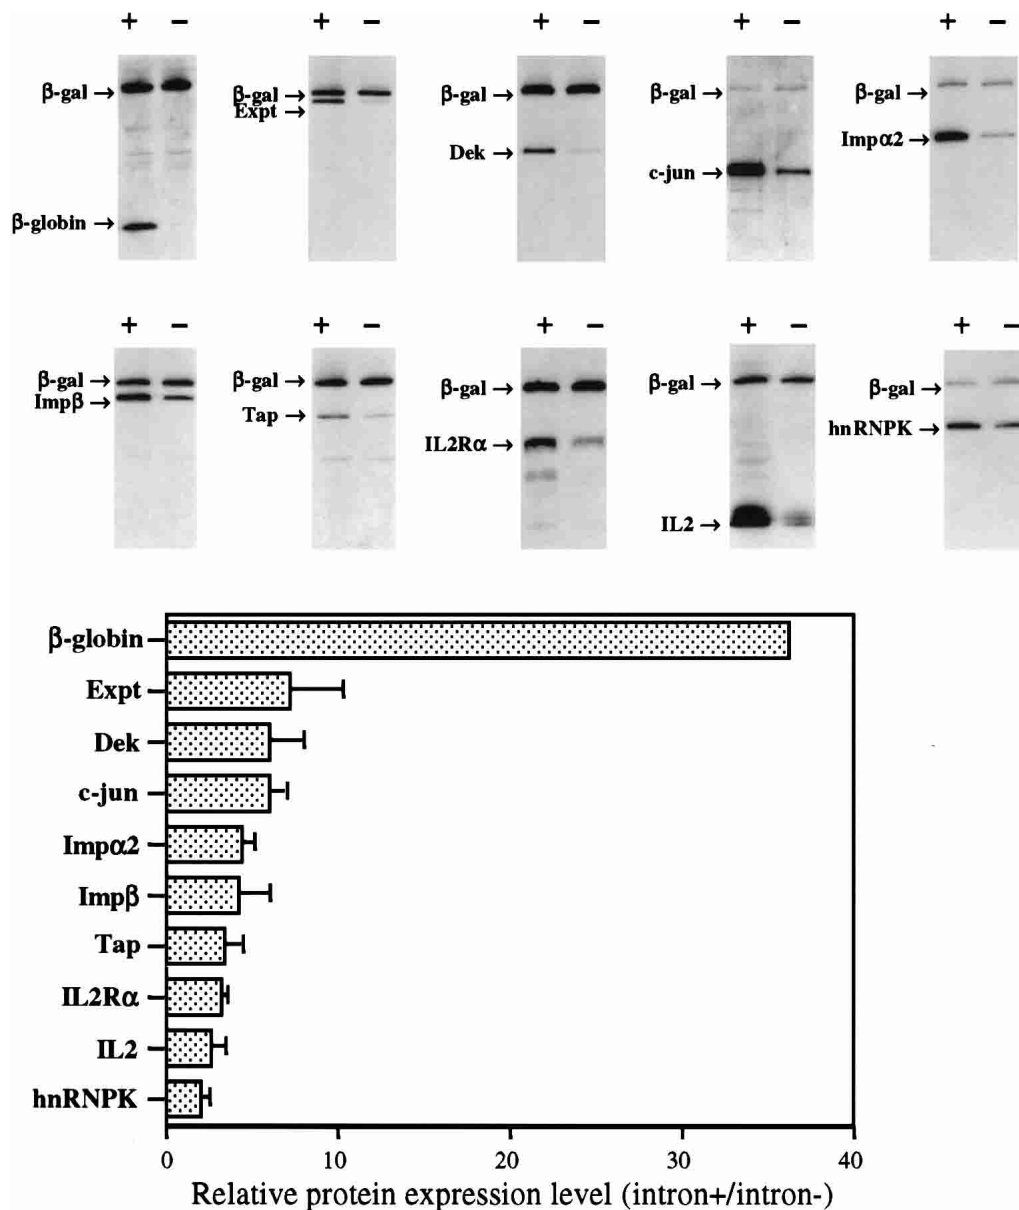 + − + − + − + − + −
β-gal →
β-globin →
β-gal →
Expt →
β-gal →
Dek →
β-gal →
c-jun →
β-gal →
Impα2 →
+ − + − + − + − + −
β-gal →
Impβ →
β-gal →
Tap →
β-gal →
IL2Rα →
β-gal →
IL2 →
β-gal →
hnRNPK →
β-globin
Expt
Dek
c-jun
Impα2
Impβ
Tap
IL2Rα
IL2
hnRNPK
0 10 20 30 40
Relative protein expression level (intron+/intron-)